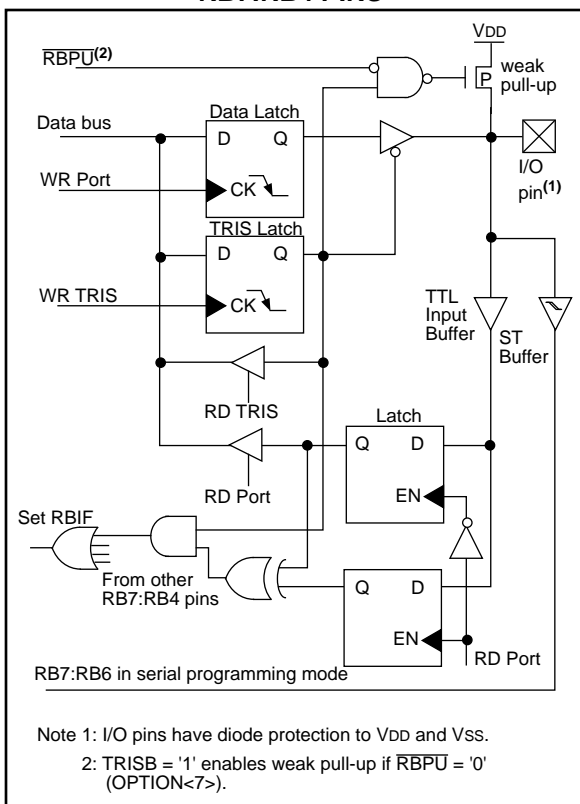 RBPU(2)
VDD
weak
pull-up
P
Data Latch
Data bus
D Q
I/O
pin(1)
WR Port
CK
TRIS Latch
D Q
WR TRIS
CK
TTL
Input
Buffer
ST
Buffer
RD TRIS
Latch
Q D
RD Port
EN
Set RBIF
From other
RB7:RB4 pins
Q D
EN
RD Port
RB7:RB6 in serial programming mode
Note 1: I/O pins have diode protection to VDD and VSS.
2: TRISB = '1' enables weak pull-up if RBPU = '0'
(OPTION<7>).